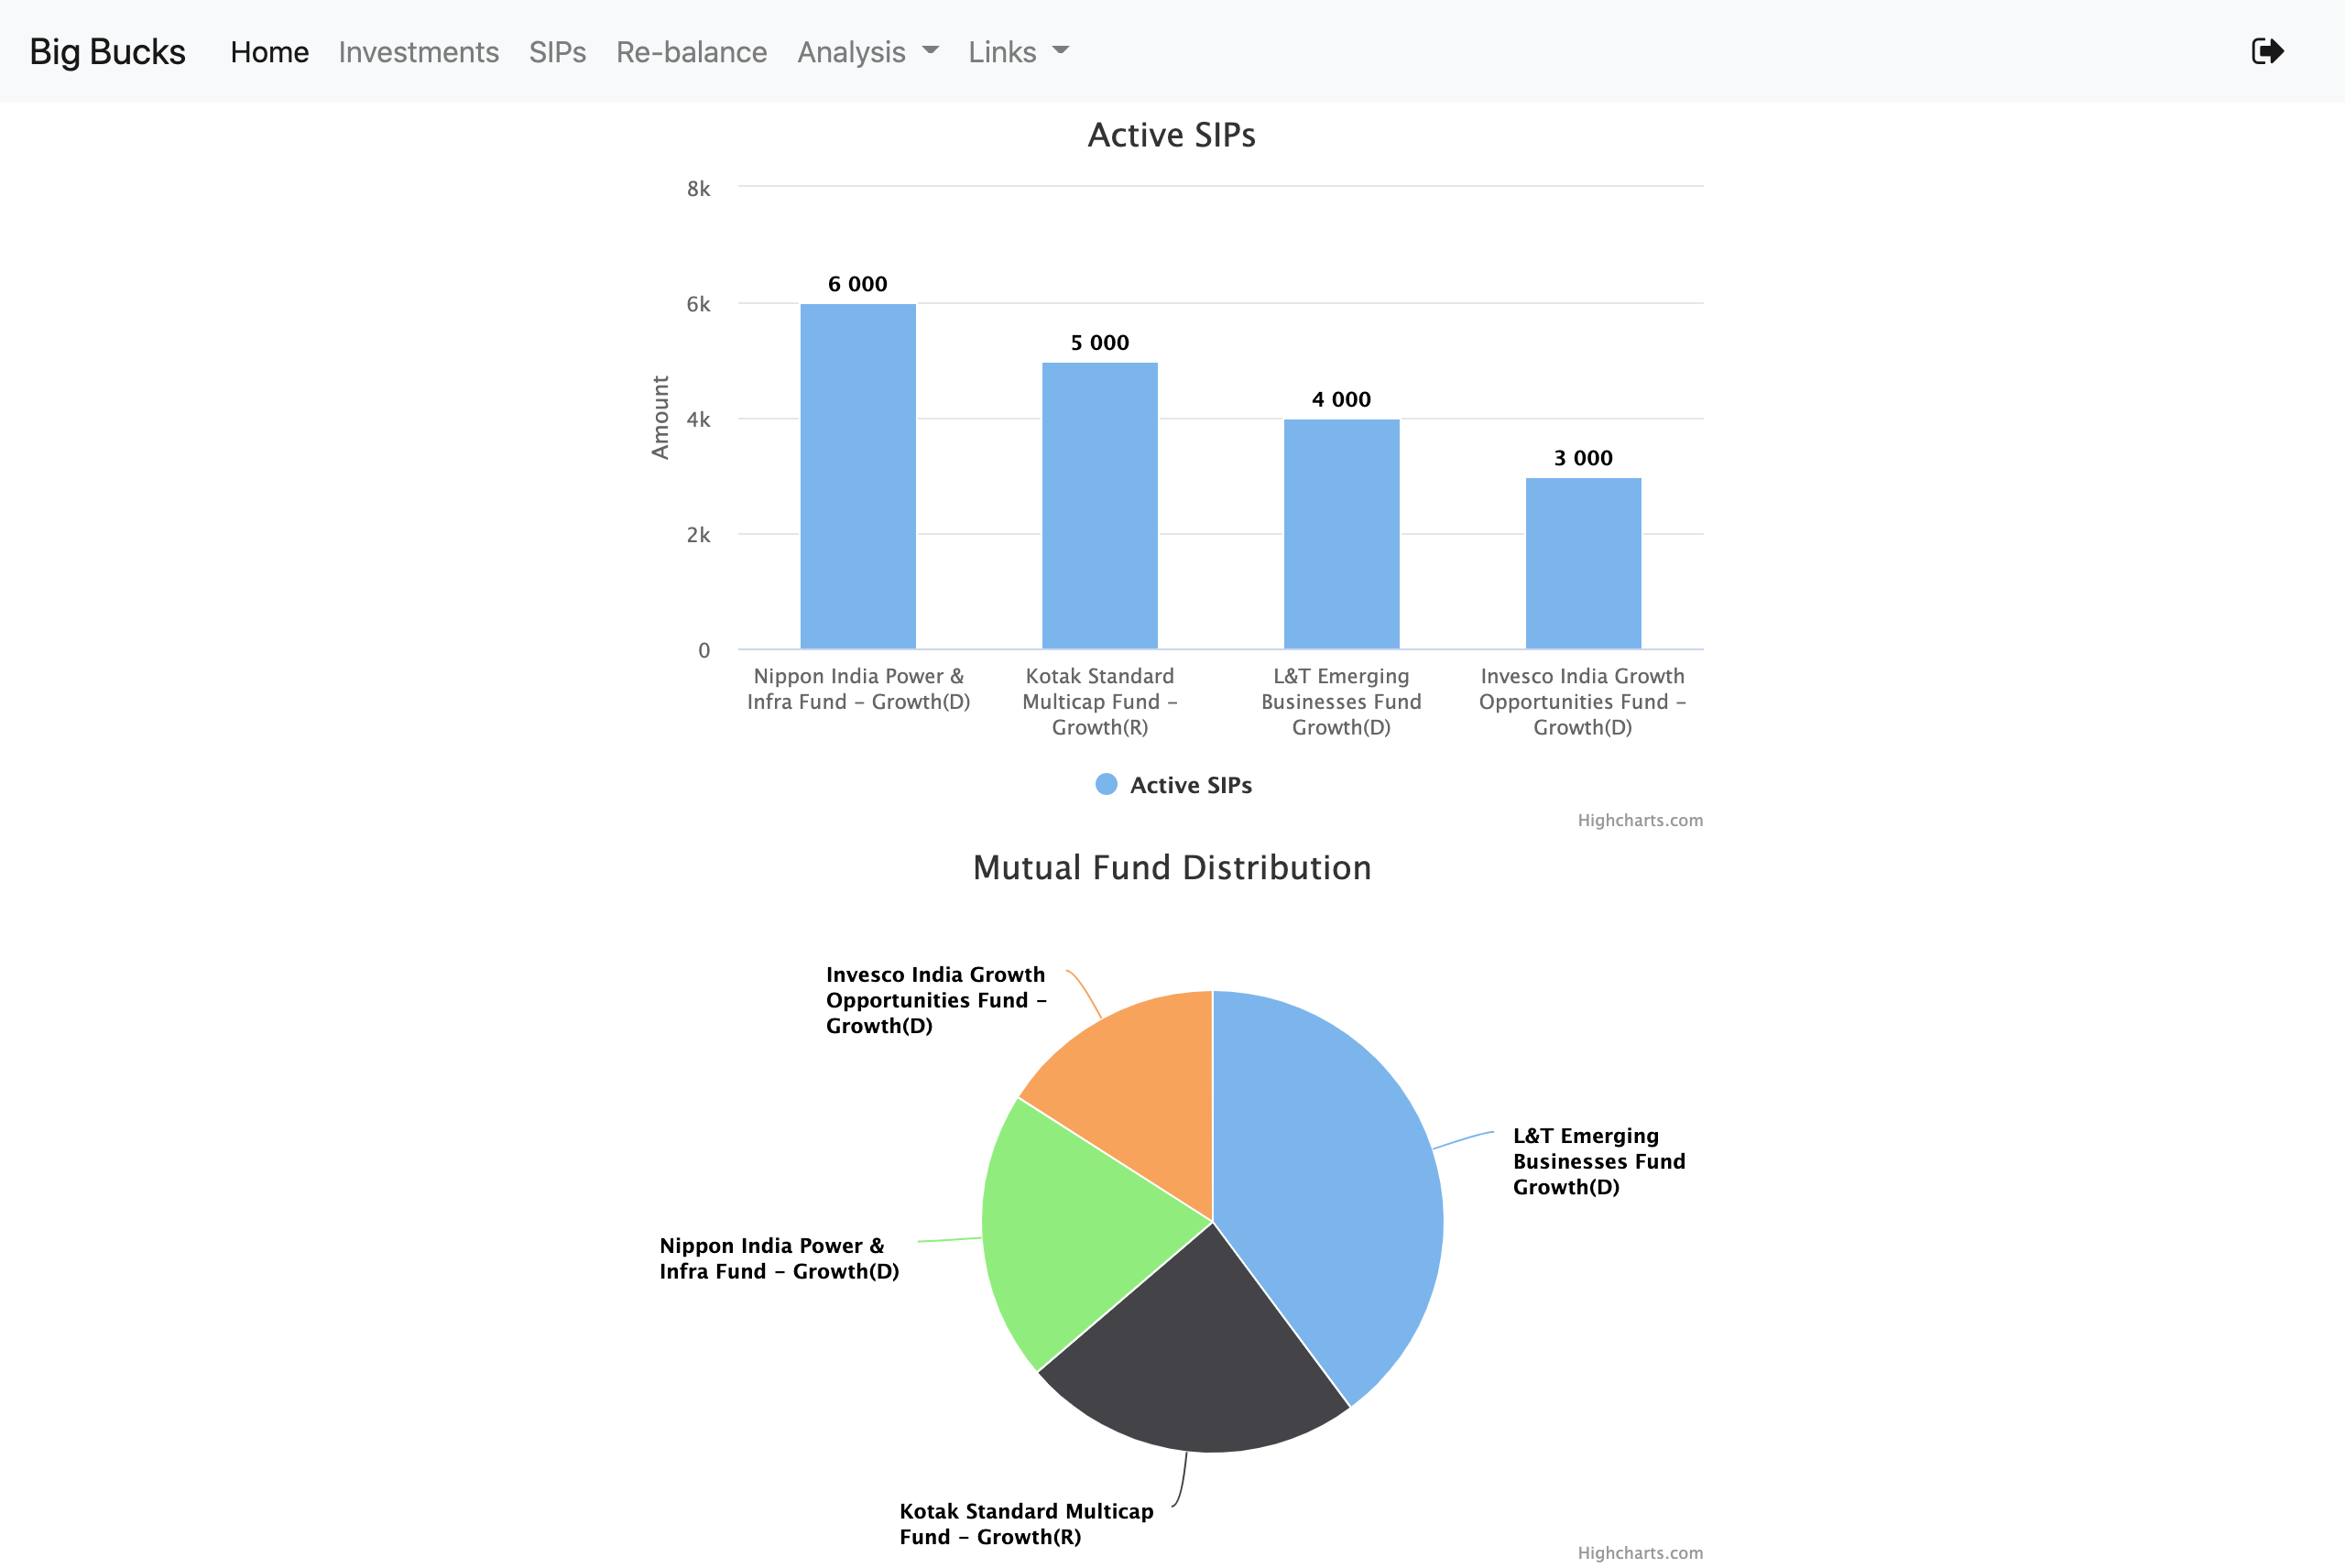 Big Bucks Home Investments SIPs Re-balance Analysis Links
Active SIPs
8k
6k
4k
2k
0
Amount
6 000
5 000
4 000
3 000
Nippon India Power &
Infra Fund – Growth(D)
Kotak Standard
Multicap Fund –
Growth(R)
L&T Emerging
Businesses Fund
Growth(D)
Invesco India Growth
Opportunities Fund –
Growth(D)
Active SIPs
Highcharts.com
Mutual Fund Distribution
Invesco India Growth
Opportunities Fund –
Growth(D)
L&T Emerging
Businesses Fund
Growth(D)
Nippon India Power &
Infra Fund – Growth(D)
Kotak Standard Multicap
Fund – Growth(R)
Highcharts.com